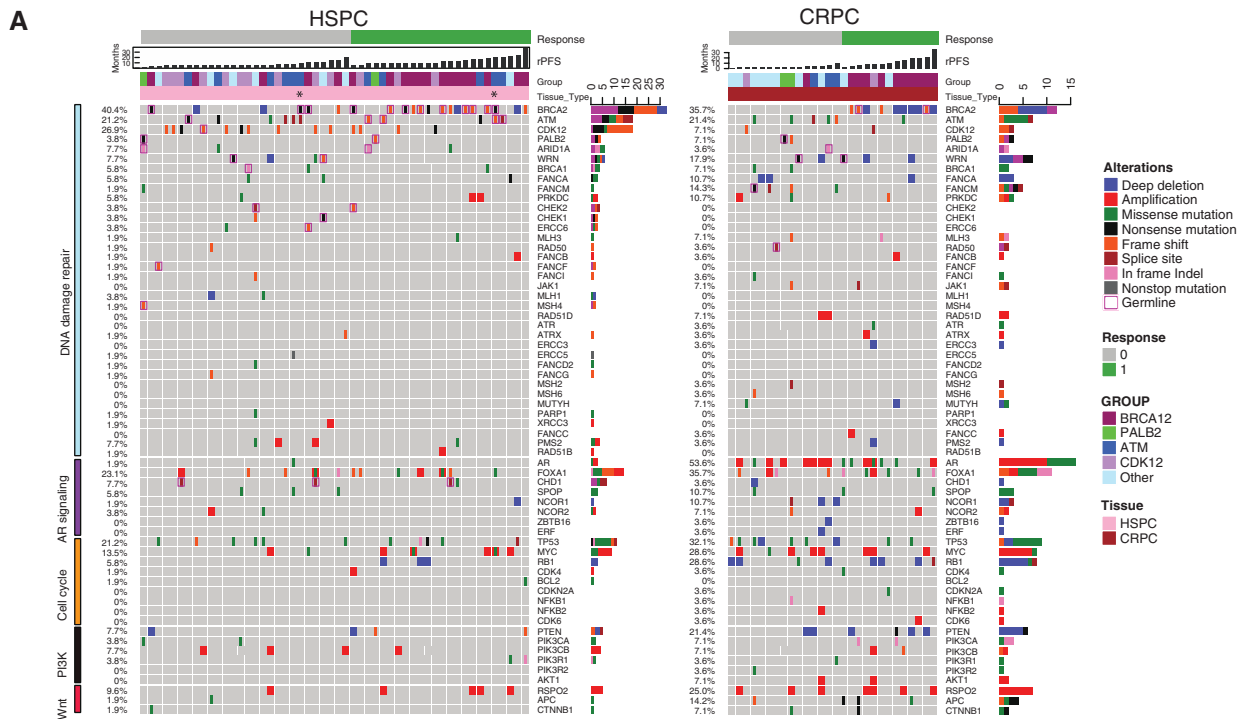 A
HSPC
CRPC
Response
Response
Months
30
20
10
rPFS
Months
30
20
10
rPFS
Group
Group
Tissue_Type
0 5 10 15 20 25 30
Tissue_Type
0 5 10 15
* *
DNA damage repair
40.4% BRCA2 35.7% BRCA2
21.2% ATM 21.4% ATM
26.9% CDK12 7.1% CDK12
3.8% PALB2 7.1% PALB2
7.7% ARID1A 3.6% ARID1A
7.7% WRN 17.9% WRN
5.8% BRCA1 7.1% BRCA1
5.8% FANCA 10.7% FANCA
1.9% FANCM 14.3% FANCM
5.8% PRKDC 10.7% PRKDC
3.8% CHEK2 0% CHEK2
3.8% CHEK1 0% CHEK1
3.8% ERCC6 0% ERCC6
1.9% MLH3 7.1% MLH3
1.9% RAD50 3.6% RAD50
1.9% FANCB 3.6% FANCB
1.9% FANCF 0% FANCF
1.9% FANCI 3.6% FANCI
0% JAK1 7.1% JAK1
3.8% MLH1 0% MLH1
1.9% MSH4 0% MSH4
0% RAD51D 7.1% RAD51D
0% ATR 3.6% ATR
1.9% ATRX 3.6% ATRX
0% ERCC3 3.6% ERCC3
1.9% ERCC5 0% ERCC5
1.9% FANCD2 0% FANCD2
1.9% FANCG 0% FANCG
0% MSH2 3.6% MSH2
0% MSH6 3.6% MSH6
0% MUTYH 7.1% MUTYH
1.9% PARP1 0% PARP1
1.9% XRCC3 0% XRCC3
0% FANCC 3.6% FANCC
7.7% PMS2 3.6% PMS2
1.9% RAD51B 0% RAD51B
AR signaling
1.9% AR 53.6% AR
23.1% FOXA1 35.7% FOXA1
7.7% CHD1 3.6% CHD1
5.8% SPOP 10.7% SPOP
1.9% NCOR1 10.7% NCOR1
3.8% NCOR2 7.1% NCOR2
0% ZBTB16 3.6% ZBTB16
0% ERF 3.6% ERF
Cell cycle
21.2% TP53 32.1% TP53
13.5% MYC 28.6% MYC
5.8% RB1 28.6% RB1
1.9% CDK4 3.6% CDK4
1.9% BCL2 0% BCL2
0% CDKN2A 3.6% CDKN2A
0% NFKB1 3.6% NFKB1
0% NFKB2 3.6% NFKB2
0% CDK6 3.6% CDK6
PI3K
7.7% PTEN 21.4% PTEN
3.8% PIK3CA 7.1% PIK3CA
7.7% PIK3CB 7.1% PIK3CB
3.8% PIK3R1 3.6% PIK3R1
0% PIK3R2 3.6% PIK3R2
0% AKT1 7.1% AKT1
Wnt
9.6% RSPO2 25.0% RSPO2
1.9% APC 14.2% APC
1.9% CTNNB1 7.1% CTNNB1
Alterations
Deep deletion
Amplification
Missense mutation
Nonsense mutation
Frame shift
Splice site
In frame Indel
Nonstop mutation
Germline
Response
0
1
GROUP
BRCA12
PALB2
ATM
CDK12
Other
Tissue
HSPC
CRPC